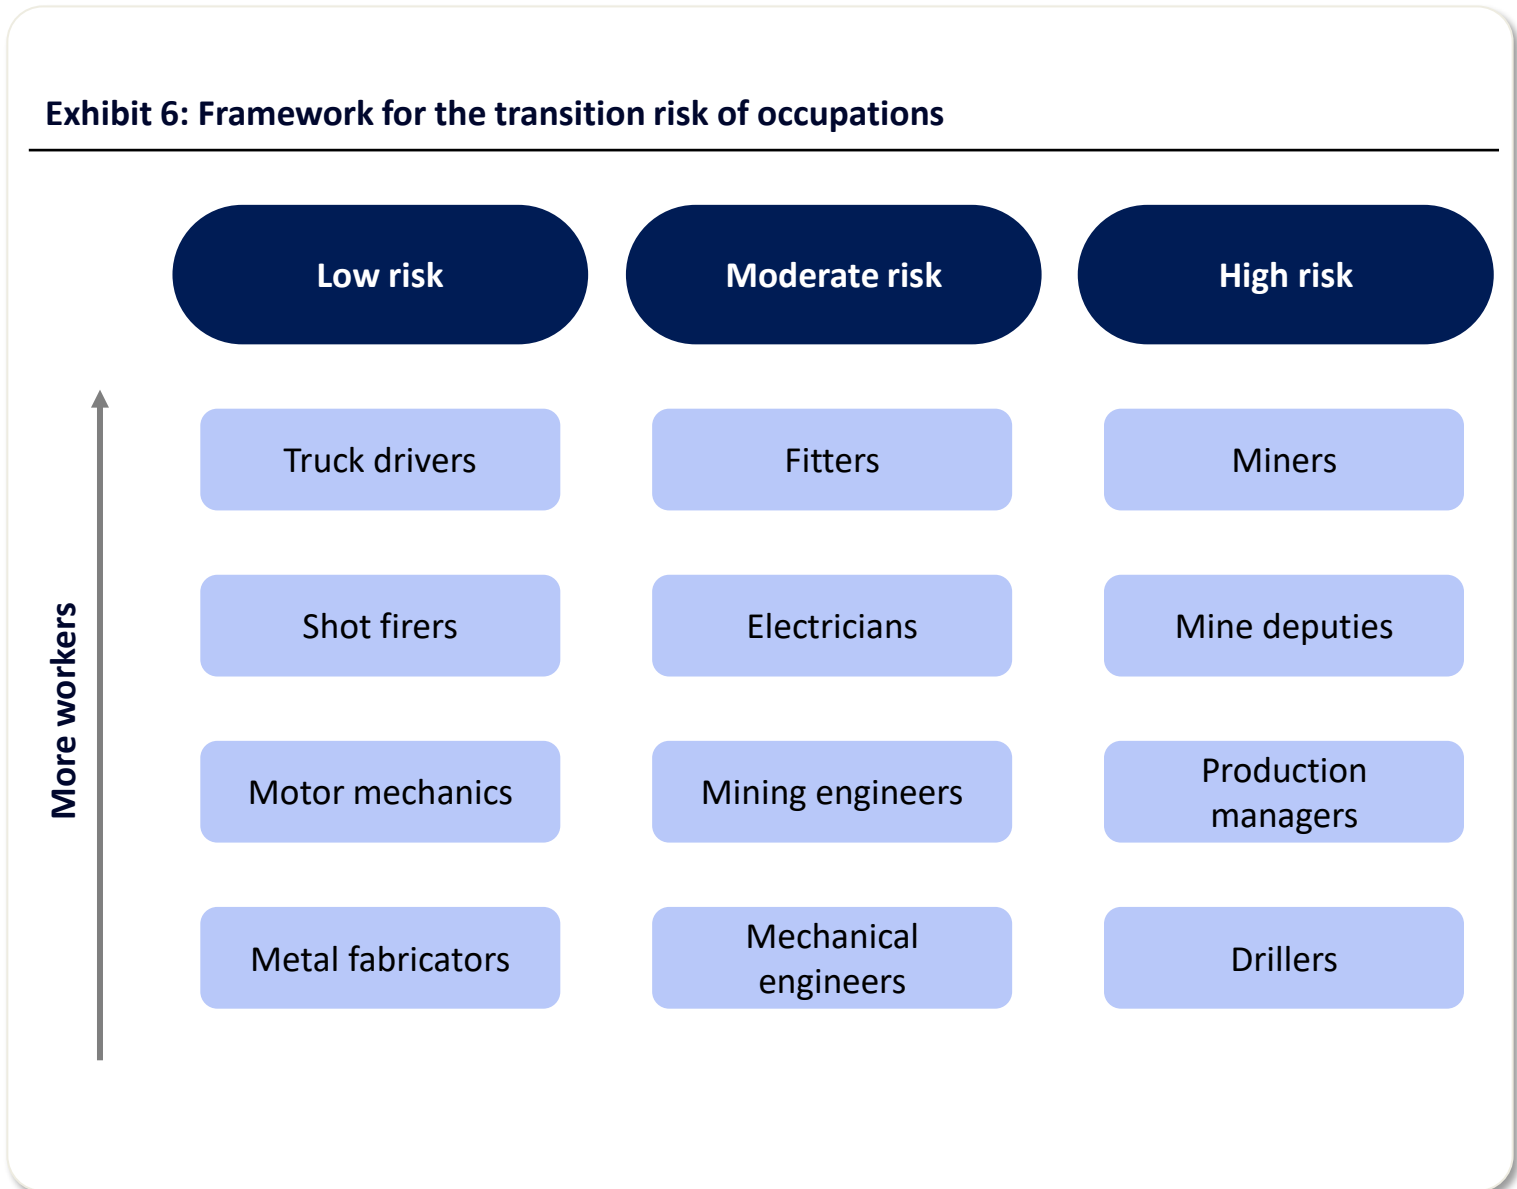 Exhibit 6: Framework for the transition risk of occupations
Low risk
Moderate risk
High risk
More workers
Truck drivers
Fitters
Miners
Shot firers
Electricians
Mine deputies
Motor mechanics
Mining engineers
Production
managers
Metal fabricators
Mechanical
engineers
Drillers